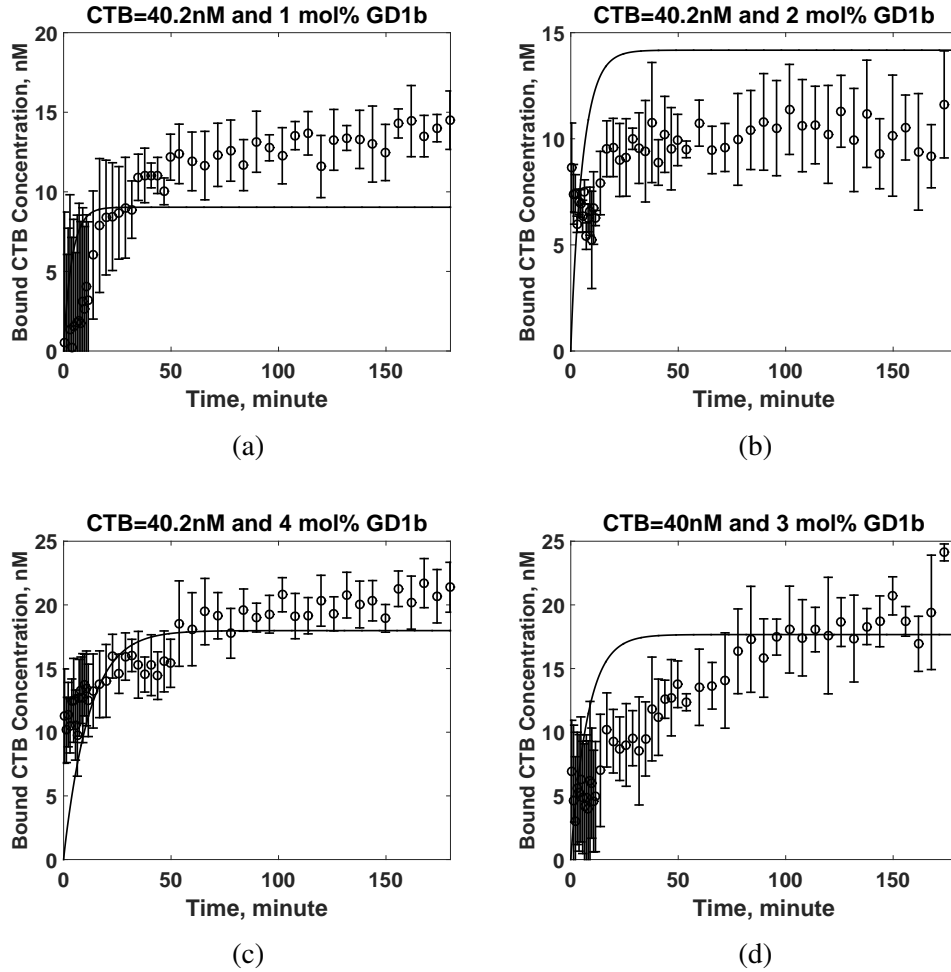 CTB=40.2nM and 1 mol% GD1b
20
15
10
5
0
Bound CTB Concentration, nM
0 50 100 150
Time, minute
(a)
CTB=40.2nM and 2 mol% GD1b
15
10
5
0
Bound CTB Concentration, nM
0 50 100 150
Time, minute
(b)
CTB=40.2nM and 4 mol% GD1b
25
20
15
10
5
0
Bound CTB Concentration, nM
0 50 100 150
Time, minute
(c)
CTB=40nM and 3 mol% GD1b
25
20
15
10
5
0
Bound CTB Concentration, nM
0 50 100 150
Time, minute
(d)